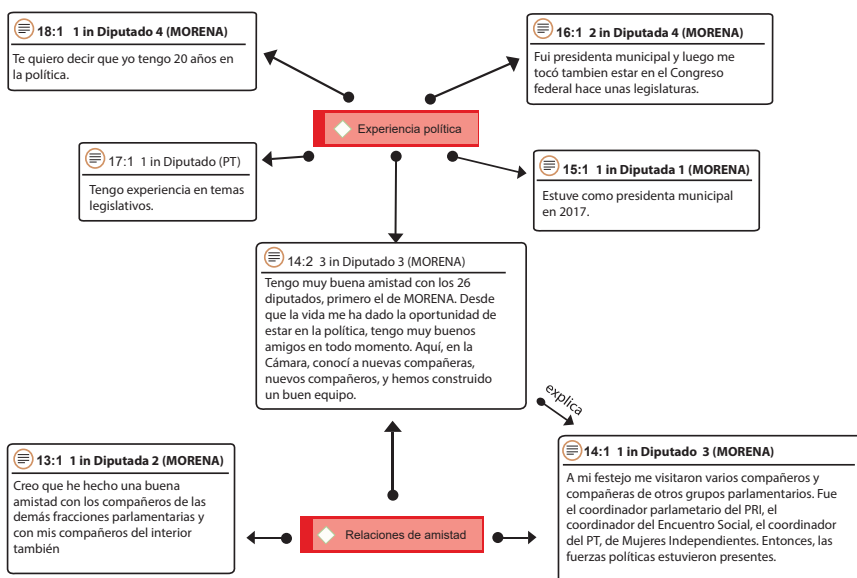 18:1 1 in Diputado 4 (MORENA)
Te quiero decir que yo tengo 20 años en
la política.
16:1 2 in Diputada 4 (MORENA)
Fui presidenta municipal y luego me
tocó tambien estar en el Congreso
federal hace unas legislaturas.
Experiencia política
17:1 1 in Diputado (PT)
Tengo experiencia en temas
legislativos.
15:1 1 in Diputada 1 (MORENA)
Estuve como presidenta municipal
en 2017.
14:2 3 in Diputado 3 (MORENA)
Tengo muy buena amistad con los 26
diputados, primero el de MORENA. Desde
que la vida me ha dado la oportunidad de
estar en la política, tengo muy buenos
amigos en todo momento. Aquí, en la
Cámara, conocí a nuevas compañeras,
nuevos compañeros, y hemos construido
un buen equipo.
explica
13:1 1 in Diputada 2 (MORENA)
Creo que he hecho una buena
amistad con los compañeros de las
demás fracciones parlamentarias y
con mis compañeros del interior
también
Relaciones de amistad
14:1 1 in Diputado 3 (MORENA)
A mi festejo me visitaron varios compañeros y
compañeras de otros grupos parlamentarios. Fue
el coordinador parlametario del PRI, el
coordinador del Encuentro Social, el coordinador
del PT, de Mujeres Independientes. Entonces, las
fuerzas políticas estuvieron presentes.